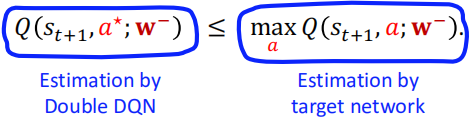 Q(s_{t+1}, a*; w⁻) ≤ max_a Q(s_{t+1}, a; w⁻).
Estimation by Double DQN
Estimation by target network